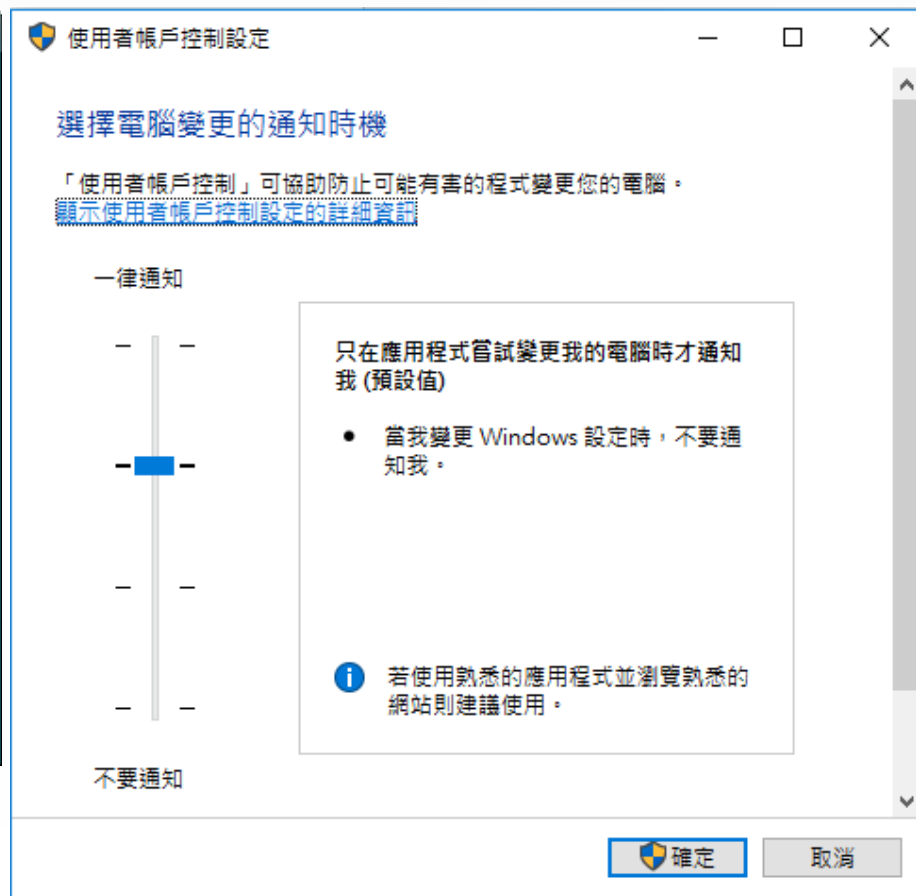 使用者帳戶控制設定
選擇電腦變更的通知時機
「使用者帳戶控制」可協助防止可能有害的程式變更您的電腦。
顯示使用者帳戶控制設定的詳細資訊
一律通知
只在應用程式嘗試變更我的電腦時才通知
我 (預設值)
• 當我變更 Windows 設定時，不要通
知我。
若使用熟悉的應用程式並瀏覽熟悉的
網站則建議使用。
不要通知
確定
取消